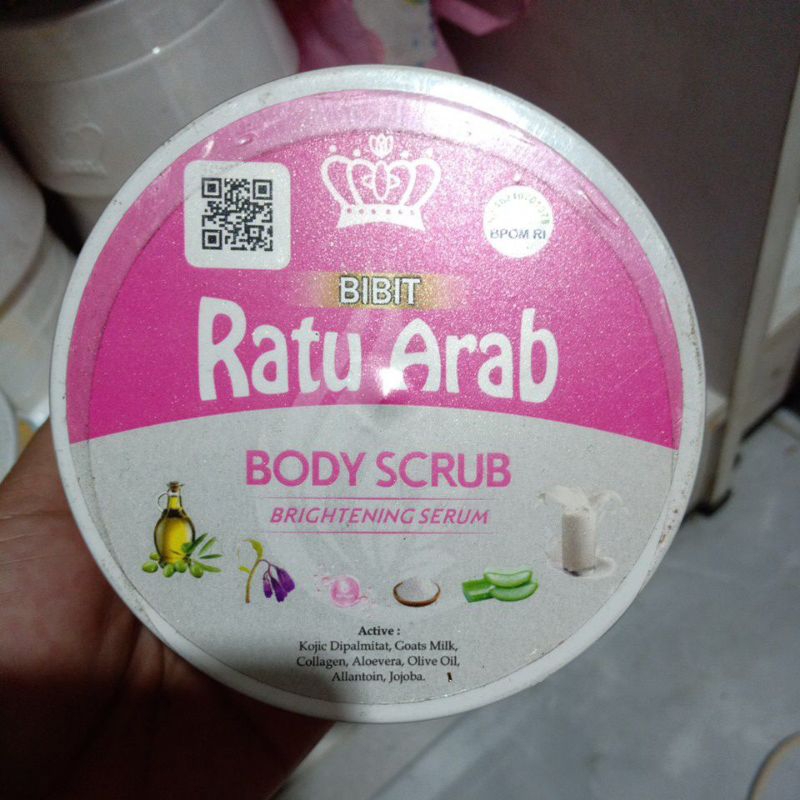 BPOM RI
BIBIT
Ratu Arab
BODY SCRUB
BRIGHTENING SERUM
Active :
Kojic Dipalmitat, Goats Milk,
Collagen, Aloevera, Olive Oil,
Allantoin, Jojoba.